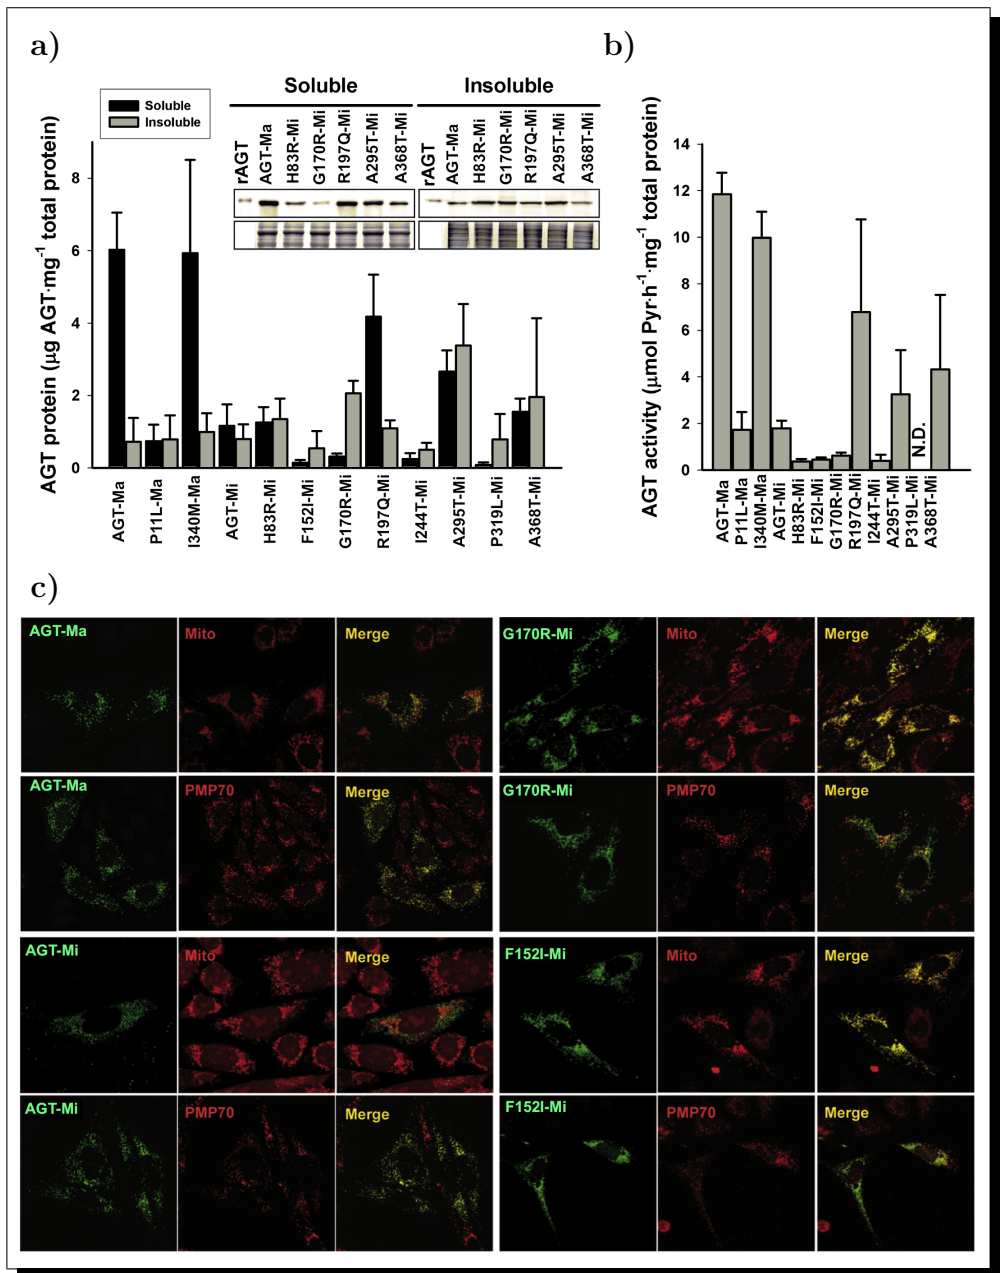 a)
Soluble
Insoluble
Soluble
Insoluble
rAGT
AGT-Ma
H83R-Mi
G170R-Mi
R197Q-Mi
A295T-Mi
A368T-Mi
rAGT
AGT-Ma
H83R-Mi
G170R-Mi
R197Q-Mi
A295T-Mi
A368T-Mi
AGT protein (µg AGT·mg⁻¹ total protein)
8
6
4
2
0
AGT-Ma
P11L-Ma
I340M-Ma
AGT-Mi
H83R-Mi
F152I-Mi
G170R-Mi
R197Q-Mi
I244T-Mi
A295T-Mi
P319L-Mi
A368T-Mi
b)
AGT activity (µmol Pyr·h⁻¹·mg⁻¹ total protein)
14
12
10
8
6
4
2
0
N.D.
AGT-Ma
P11L-Ma
I340M-Ma
AGT-Mi
H83R-Mi
F152I-Mi
G170R-Mi
R197Q-Mi
I244T-Mi
A295T-Mi
P319L-Mi
A368T-Mi
c)
AGT-Ma Mito Merge G170R-Mi Mito Merge
AGT-Ma PMP70 Merge G170R-Mi PMP70 Merge
AGT-Mi Mito Merge F152I-Mi Mito Merge
AGT-Mi PMP70 Merge F152I-Mi PMP70 Merge